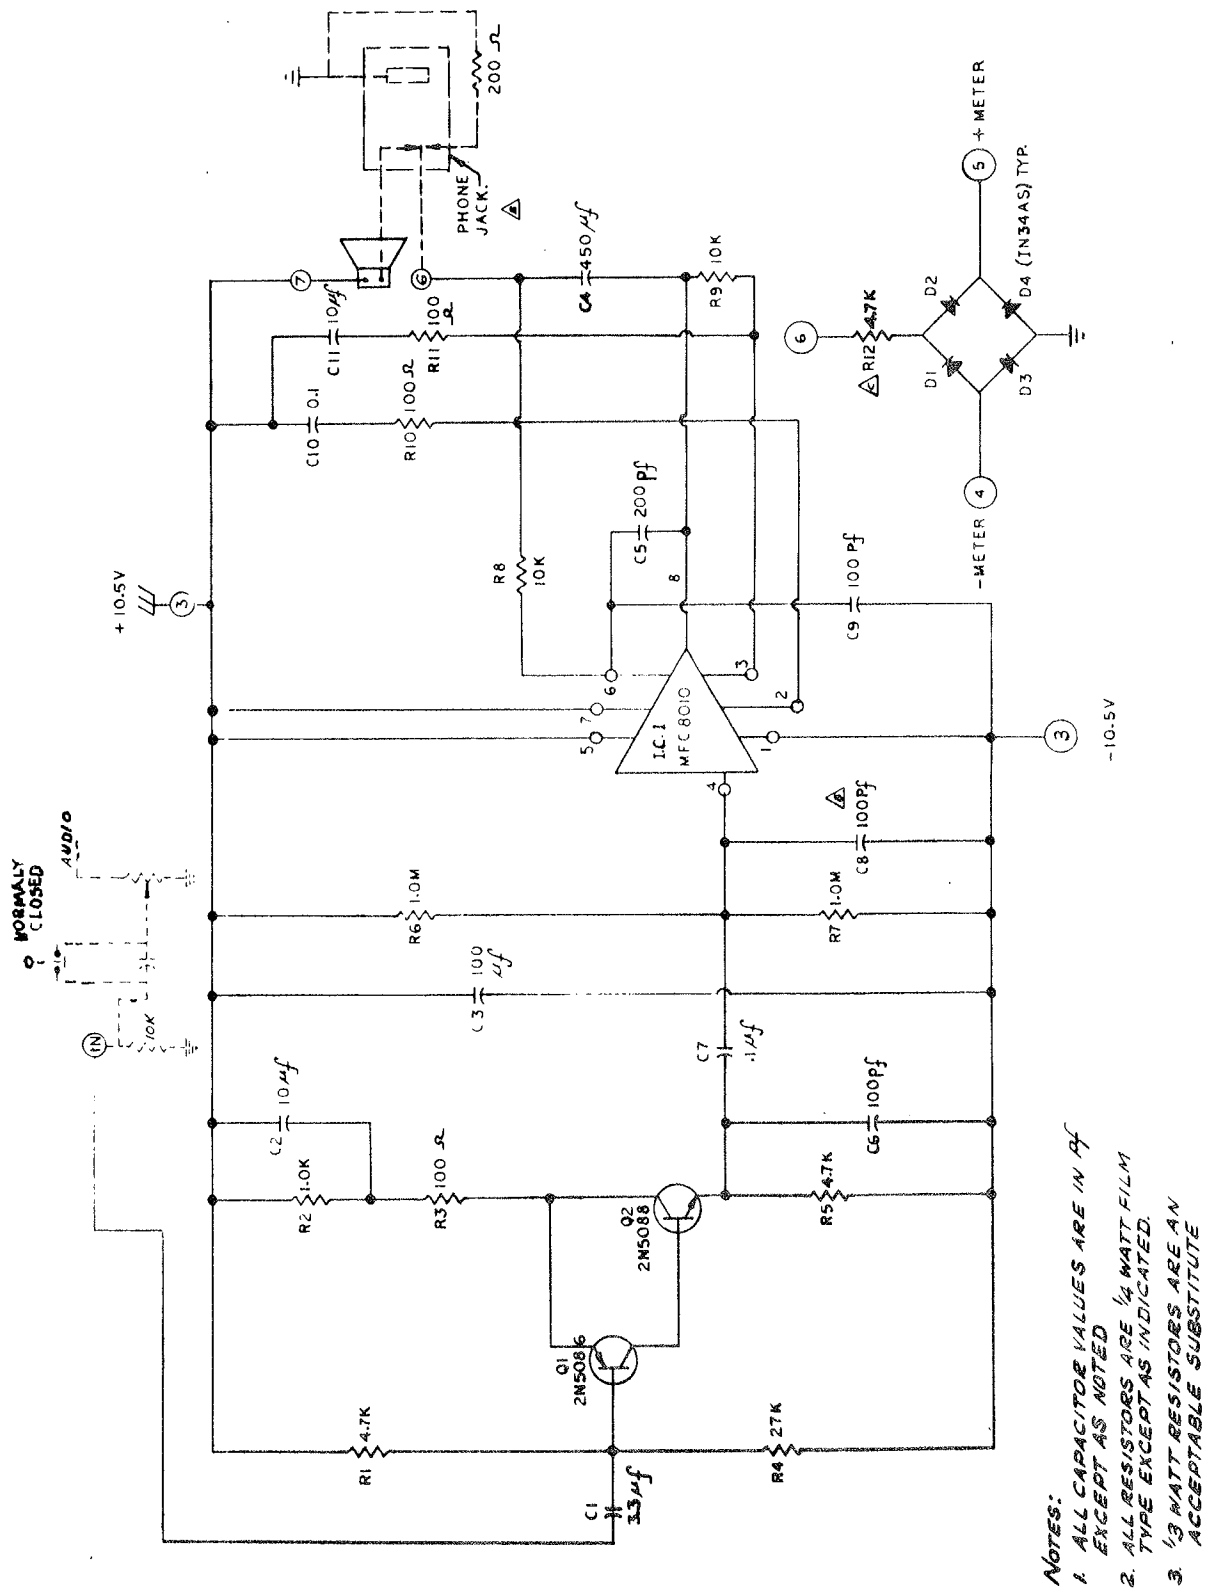 NORMALY
CLOSED
AUDIO
IN
10K
+10.5V
3
7
6
PHONE
JACK.
B
200 Ω
C11 10µf
R11 100
Ω
C10 0.1
R10 100Ω
C4 450µf
R9 10K
R8
10K
C5 200pf
C9 100Pf
C2 10µf
R2 1.0K
R3 100Ω
C3 100
µf
R6 1.0M
R7 1.0M
C8 100Pf
C7
.1µf
C6 100pf
R5 4.7K
Q2
2N5088
Q1
2N5086
R1 4.7K
R4 27K
C1
3.3µf
I.C.1
MFC8010
4
5
7
6
8
3
2
1
3
-10.5V
6
C R12 4.7K
D1
D2
D3
D4 (IN34AS) TYP.
4
-METER
5
+METER
NOTES:
1. ALL CAPACITOR VALUES ARE IN Pf
EXCEPT AS NOTED
2. ALL RESISTORS ARE 1/4 WATT FILM
TYPE EXCEPT AS INDICATED.
3. 1/3 WATT RESISTORS ARE AN
ACCEPTABLE SUBSTITUTE